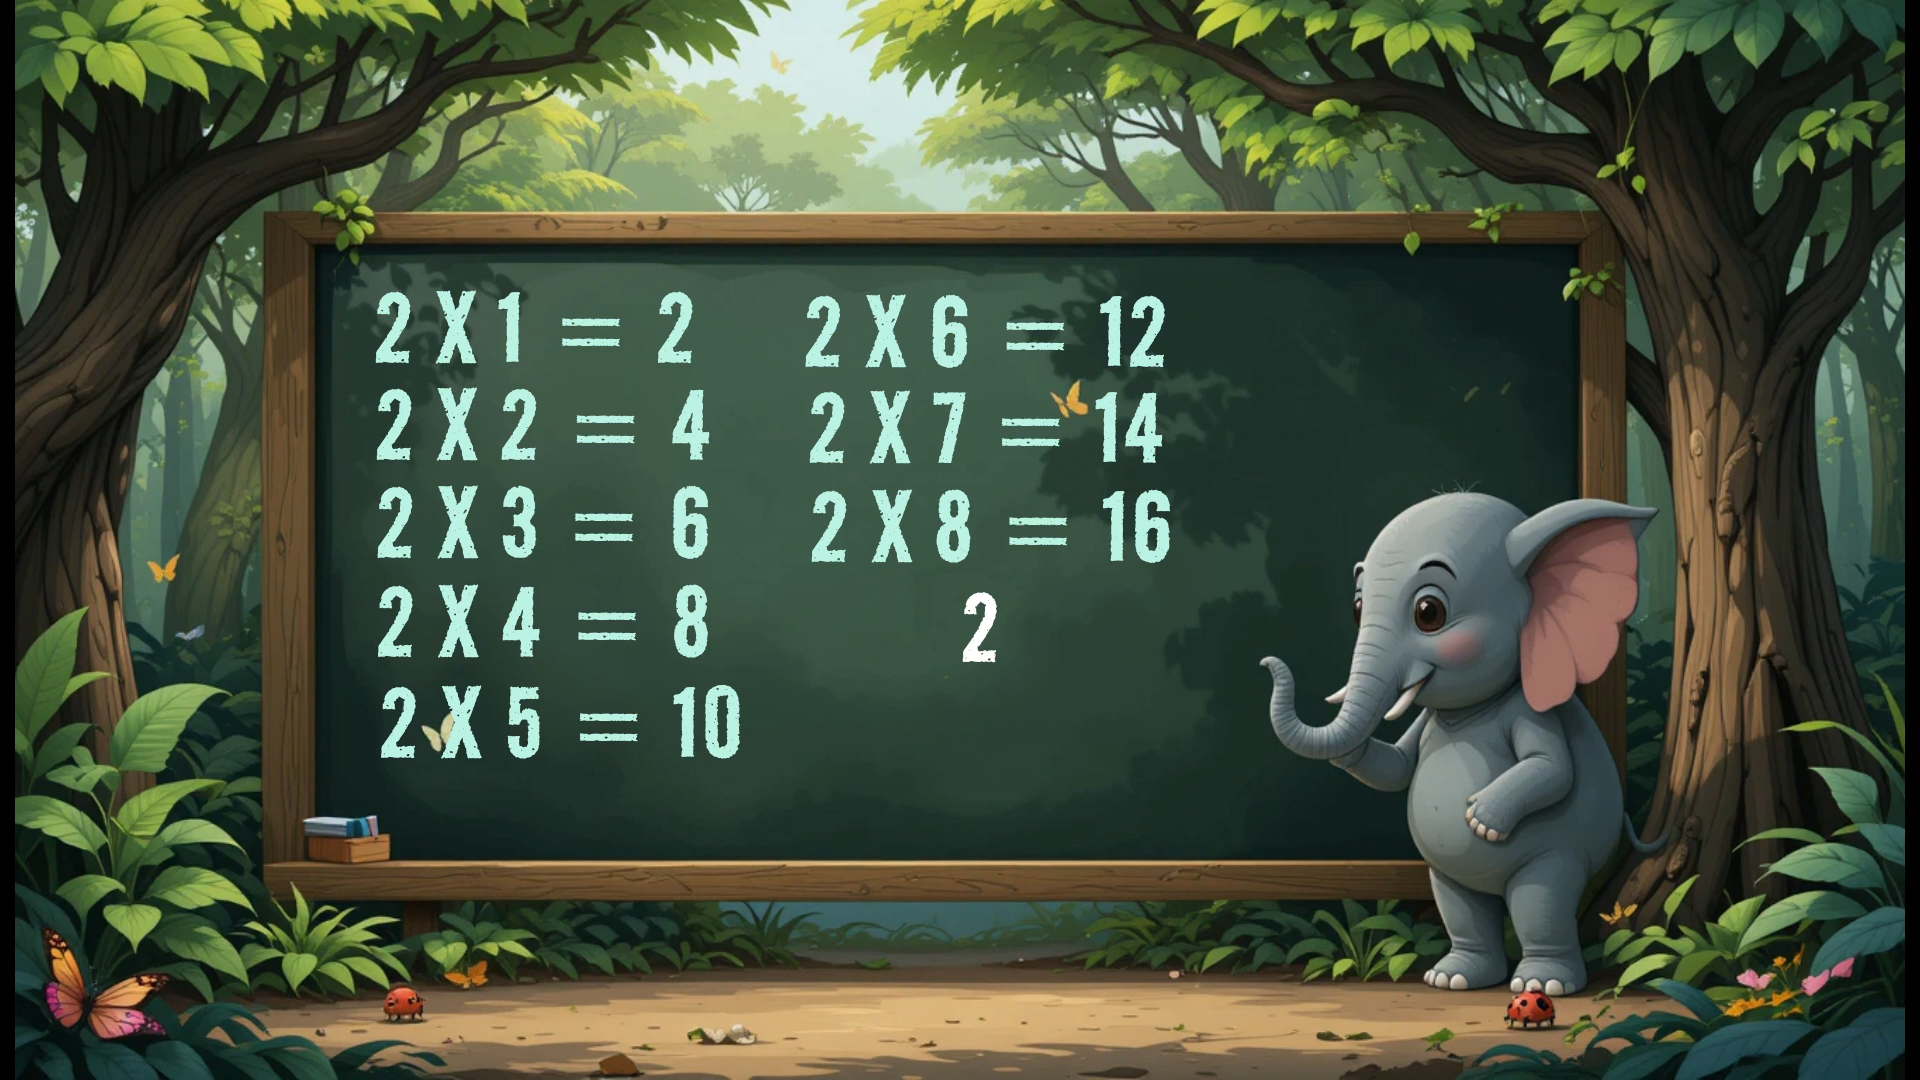 2 X 1 = 2
2 X 2 = 4
2 X 3 = 6
2 X 4 = 8
2 X 5 = 10
2 X 6 = 12
2 X 7 = 14
2 X 8 = 16
2